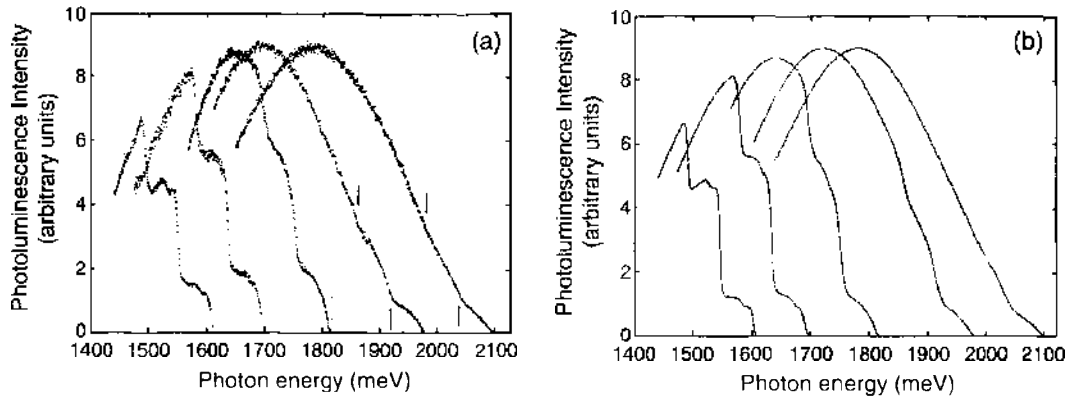 (a)
10
8
6
4
2
0
1400 1500 1600 1700 1800 1900 2000 2100
Photon energy (meV)
Photoluminescence Intensity
(arbitrary units)
(b)
10
8
6
4
2
0
1400 1500 1600 1700 1800 1900 2000 2100
Photon energy (meV)
Photoluminescence Intensity
(arbitrary units)